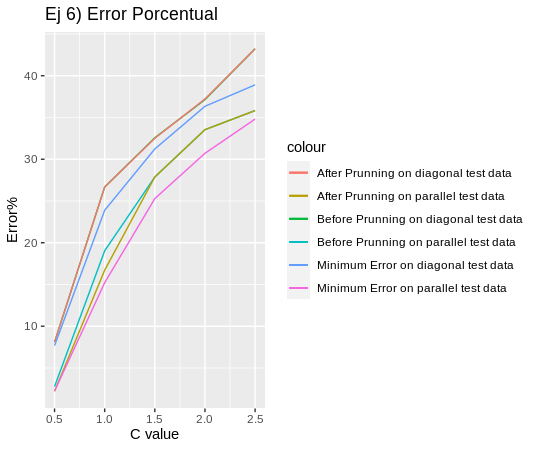 Ej 6) Error Porcentual
40
30
20
10
Error%
0.5 1.0 1.5 2.0 2.5
C value
colour
After Prunning on diagonal test data
After Prunning on parallel test data
Before Prunning on diagonal test data
Before Prunning on parallel test data
Minimum Error on diagonal test data
Minimum Error on parallel test data